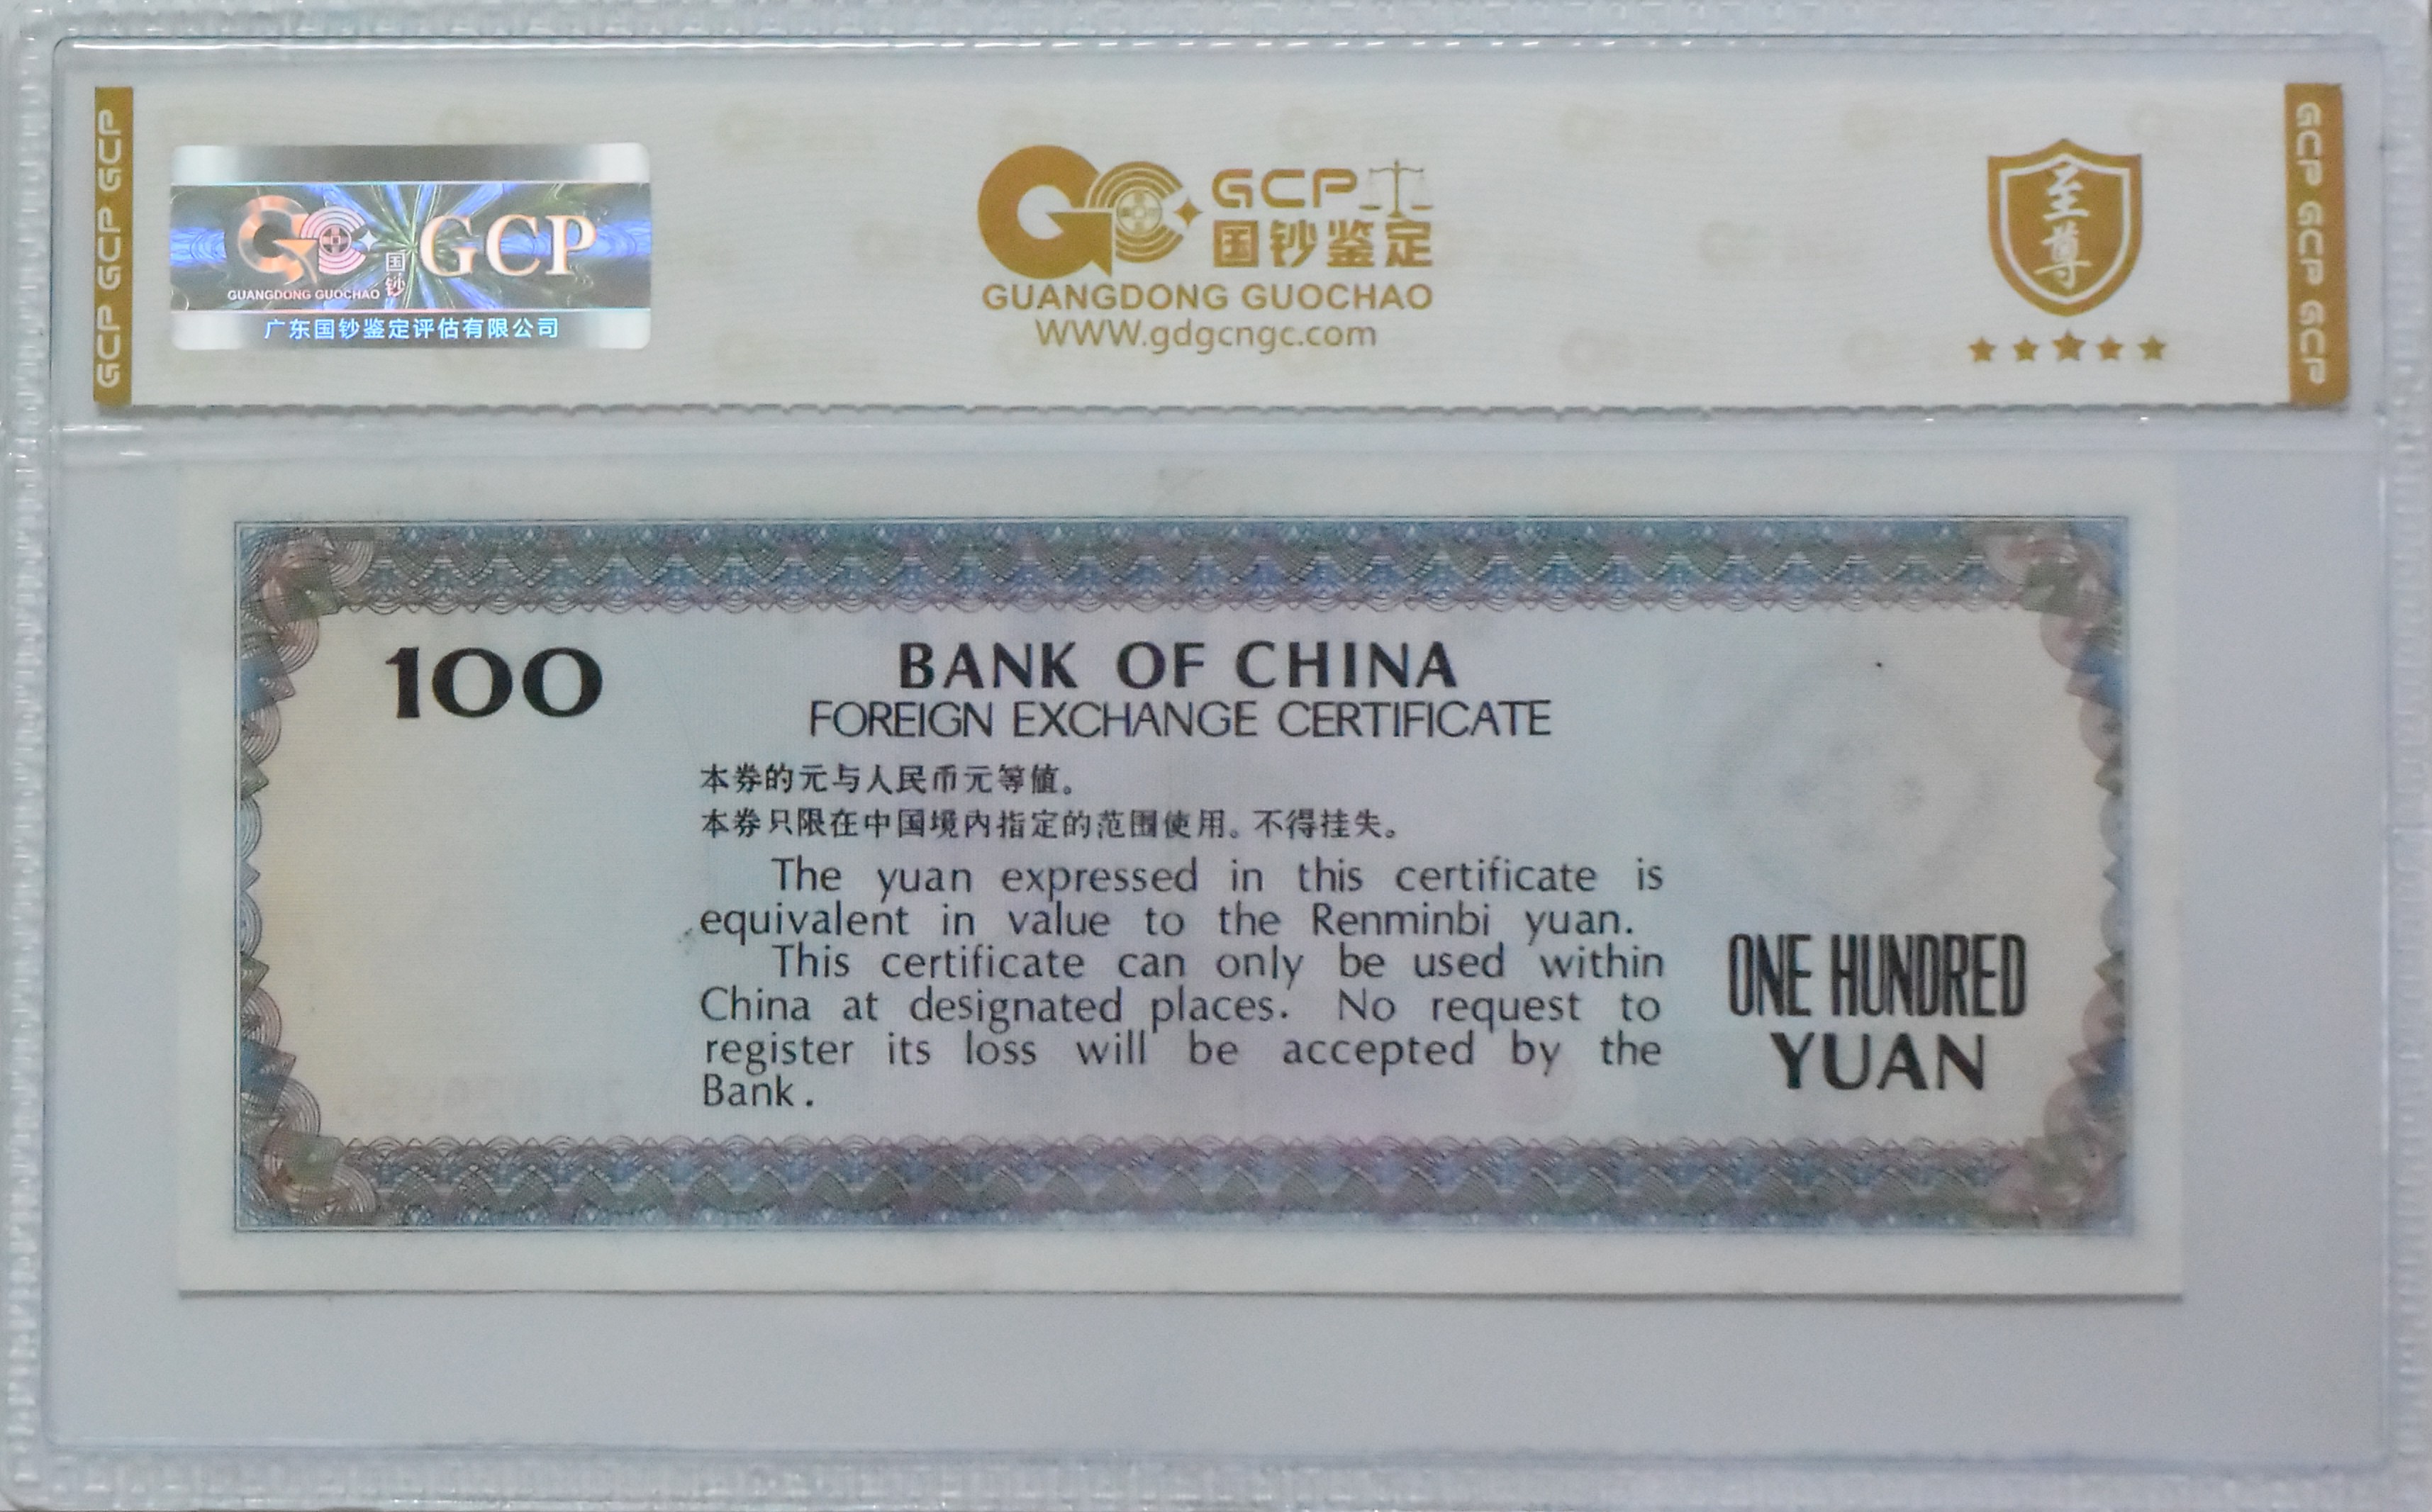 GCP GCP GCP
GCP
国钞
GUANGDONG GUOCHAO
广东国钞鉴定评估有限公司
GCP
国钞鉴定
GUANGDONG GUOCHAO
WWW.gdgcngc.com
至尊
GCP GCP GCP
100
BANK OF CHINA
FOREIGN EXCHANGE CERTIFICATE
本券的元与人民币元等值。
本券只限在中国境内指定的范围使用。不得挂失。
The yuan expressed in this certificate is
equivalent in value to the Renminbi yuan.
This certificate can only be used within
China at designated places. No request to
register its loss will be accepted by the
Bank.
ONE HUNDRED
YUAN